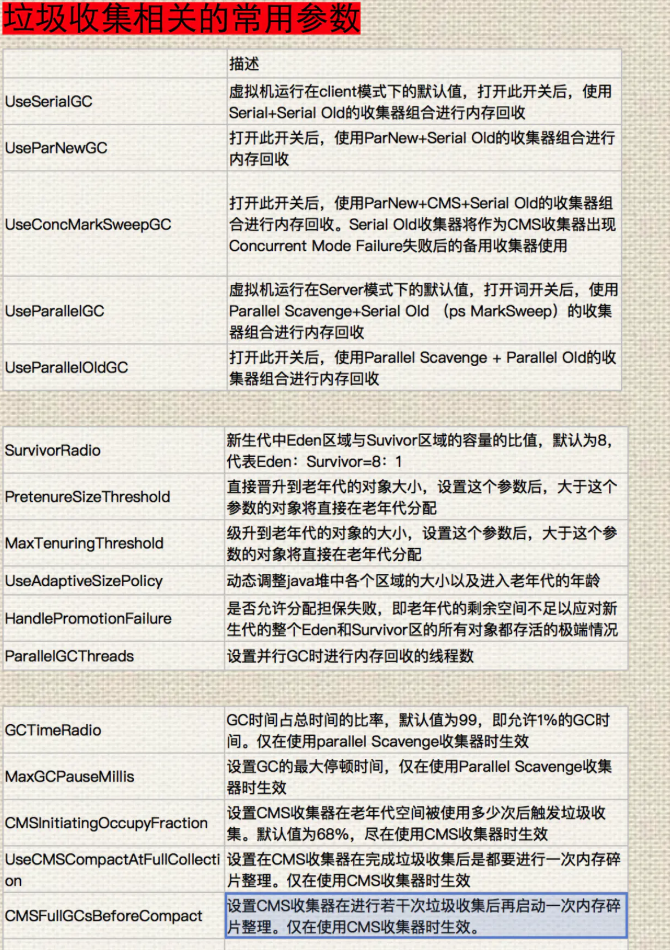 垃圾收集相关的常用参数
描述
UseSerialGC
虚拟机运行在client模式下的默认值，打开此开关后，使用
Serial+Serial Old的收集器组合进行内存回收
UseParNewGC
打开此开关后，使用ParNew+Serial Old的收集器组合进行
内存回收
UseConcMarkSweepGC
打开此开关后，使用ParNew+CMS+Serial Old的收集器组
合进行内存回收。Serial Old收集器将作为CMS收集器出现
Concurrent Mode Failure失败后的备用收集器使用
UseParallelGC
虚拟机运行在Server模式下的默认值，打开词开关后，使用
Parallel Scavenge+Serial Old （ps MarkSweep）的收集
器组合进行内存回收
UseParallelOldGC
打开此开关后，使用Parallel Scavenge + Parallel Old的收
集器组合进行内存回收
SurvivorRadio
新生代中Eden区域与Suvivor区域的容量的比值，默认为8，
代表Eden：Survivor=8：1
PretenureSizeThreshold
直接晋升到老年代的对象大小，设置这个参数后，大于这个
参数的对象将直接在老年代分配
MaxTenuringThreshold
级升到老年代的对象的大小，设置这个参数后，大于这个参
数的对象将直接在老年代分配
UseAdaptiveSizePolicy
动态调整java堆中各个区域的大小以及进入老年代的年龄
HandlePromotionFailure
是否允许分配担保失败，即老年代的剩余空间不足以应对新
生代的整个Eden和Survivor区的所有对象都存活的极端情况
ParallelGCThreads
设置并行GC时进行内存回收的线程数
GCTimeRadio
GC时间占总时间的比率，默认值为99，即允许1%的GC时
间。仅在使用parallel Scavenge收集器时生效
MaxGCPauseMillis
设置GC的最大停顿时间，仅在使用Parallel Scavenge收集
器时生效
CMSInitiatingOccupyFraction
设置CMS收集器在老年代空间被使用多少次后触发垃圾收
集。默认值为68%，尽在使用CMS收集器时生效
UseCMSCompactAtFullCollecti
on
设置在CMS收集器在完成垃圾收集后是都要进行一次内存碎
片整理。仅在使用CMS收集器时生效
CMSFullGCsBeforeCompact
设置CMS收集器在进行若干次垃圾收集后再启动一次内存碎
片整理。仅在使用CMS收集器时生效。